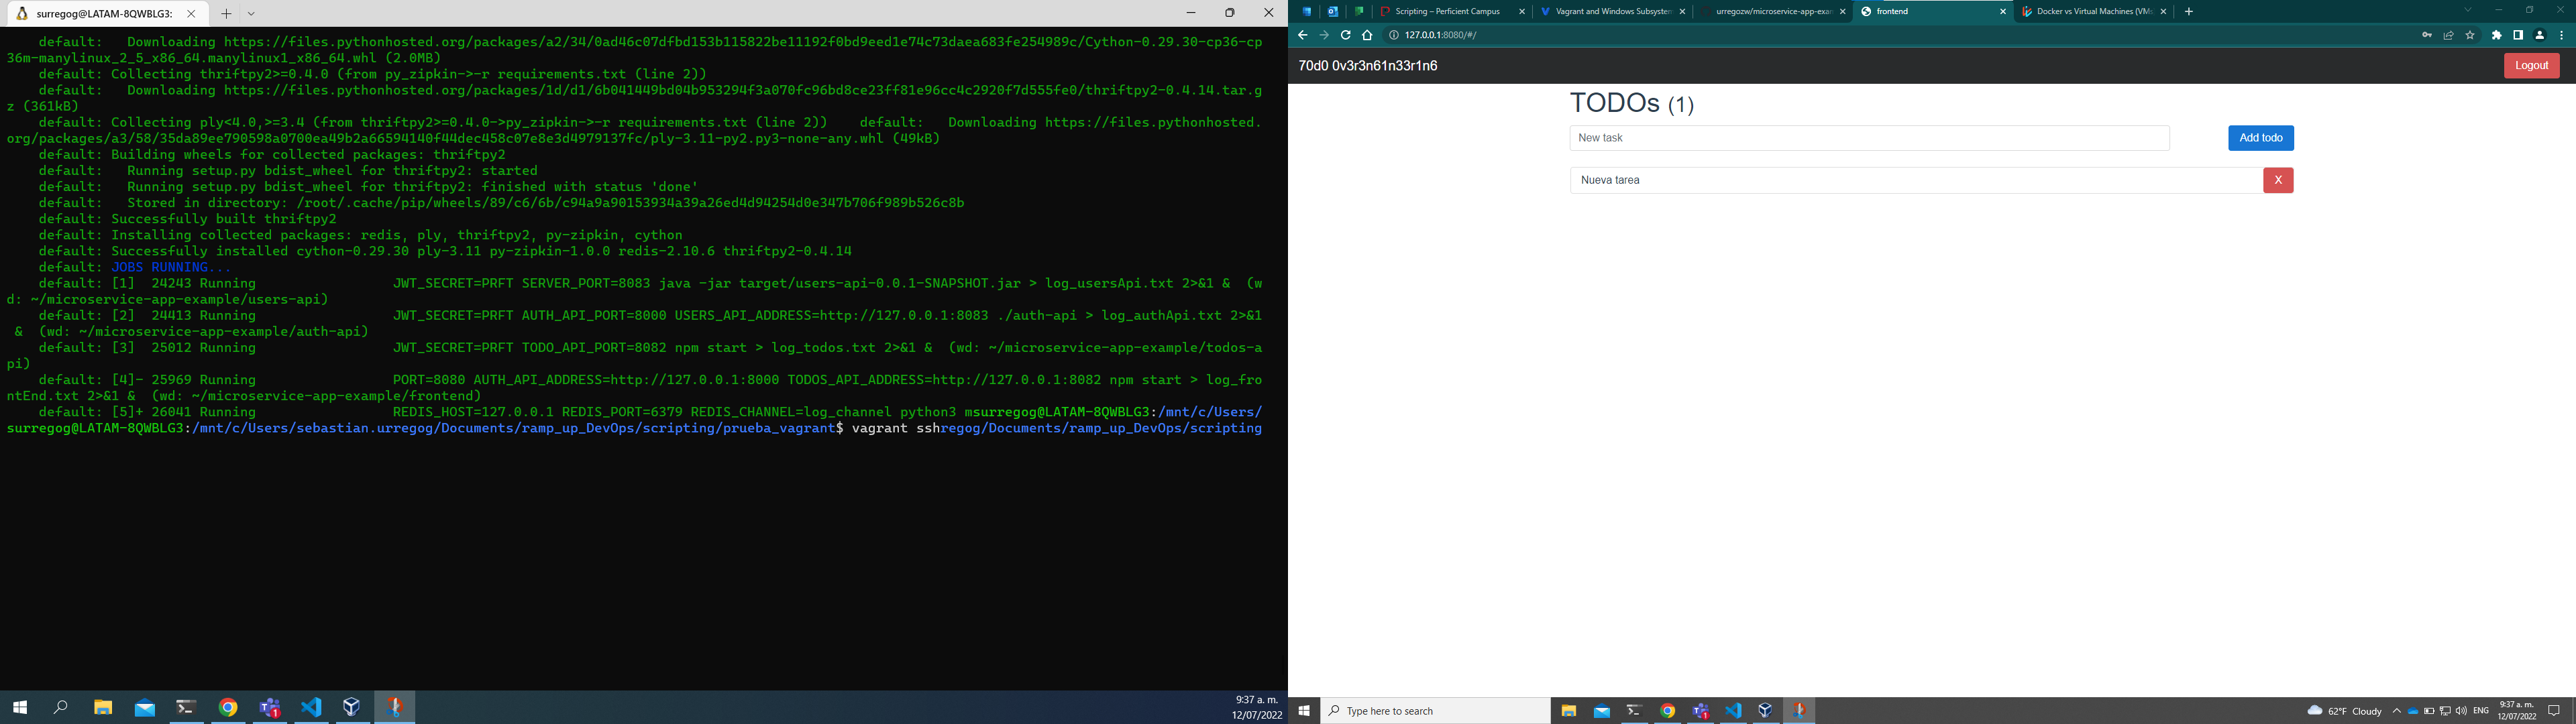 surregog@LATAM-8QWBLG3:
default:   Downloading https://files.pythonhosted.org/packages/a2/34/0ad46c07dfbd153b115822be11192f0bd9eed1e74c73daea683fe254989c/Cython-0.29.30-cp36-cp
36m-manylinux_2_5_x86_64.manylinux1_x86_64.whl (2.0MB)
default: Collecting thriftpy2>=0.4.0 (from py_zipkin->-r requirements.txt (line 2))
default:   Downloading https://files.pythonhosted.org/packages/1d/d1/6b041449bd04b953294f3a070fc96bd8ce23ff81e96cc4c2920f7d555fe0/thriftpy2-0.4.14.tar.g
z (361kB)
default: Collecting ply<4.0,>=3.4 (from thriftpy2>=0.4.0->py_zipkin->-r requirements.txt (line 2))    default:   Downloading https://files.pythonhosted.
org/packages/a3/58/35da89ee790598a0700ea49b2a66594140f44dec458c07e8e3d4979137fc/ply-3.11-py2.py3-none-any.whl (49kB)
default: Building wheels for collected packages: thriftpy2
default:   Running setup.py bdist_wheel for thriftpy2: started
default:   Running setup.py bdist_wheel for thriftpy2: finished with status 'done'
default:   Stored in directory: /root/.cache/pip/wheels/89/c6/6b/c94a9a90153934a39a26ed4d94254d0e347b706f989b526c8b
default: Successfully built thriftpy2
default: Installing collected packages: redis, ply, thriftpy2, py-zipkin, cython
default: Successfully installed cython-0.29.30 ply-3.11 py-zipkin-1.0.0 redis-2.10.6 thriftpy2-0.4.14
default: JOBS RUNNING...
default: [1]  24243 Running                 JWT_SECRET=PRFT SERVER_PORT=8083 java -jar target/users-api-0.0.1-SNAPSHOT.jar > log_usersApi.txt 2>&1 &  (w
d: ~/microservice-app-example/users-api)
default: [2]  24413 Running                 JWT_SECRET=PRFT AUTH_API_PORT=8000 USERS_API_ADDRESS=http://127.0.0.1:8083 ./auth-api > log_authApi.txt 2>&1
&  (wd: ~/microservice-app-example/auth-api)
default: [3]  25012 Running                 JWT_SECRET=PRFT TODO_API_PORT=8082 npm start > log_todos.txt 2>&1 &  (wd: ~/microservice-app-example/todos-a
pi)
default: [4]- 25969 Running                 PORT=8080 AUTH_API_ADDRESS=http://127.0.0.1:8000 TODOS_API_ADDRESS=http://127.0.0.1:8082 npm start > log_fro
ntEnd.txt 2>&1 &  (wd: ~/microservice-app-example/frontend)
default: [5]+ 26041 Running                 REDIS_HOST=127.0.0.1 REDIS_PORT=6379 REDIS_CHANNEL=log_channel python3 msurregog@LATAM-8QWBLG3:/mnt/c/Users/
surregog@LATAM-8QWBLG3:/mnt/c/Users/sebastian.urregog/Documents/ramp_up_DevOps/scripting/prueba_vagrant$ vagrant sshregog/Documents/ramp_up_DevOps/scripting
9:37 a. m.
12/07/2022
Scripting – Perficient Campus
Vagrant and Windows Subsystem
urregozw/microservice-app-exam
frontend
Docker vs Virtual Machines (VMs
127.0.0.1:8080/#/
70d0 0v3r3n61n33r1n6
Logout
TODOs (1)
New task
Add todo
Nueva tarea
X
Type here to search
62°F Cloudy
ENG
9:37 a. m.
12/07/2022